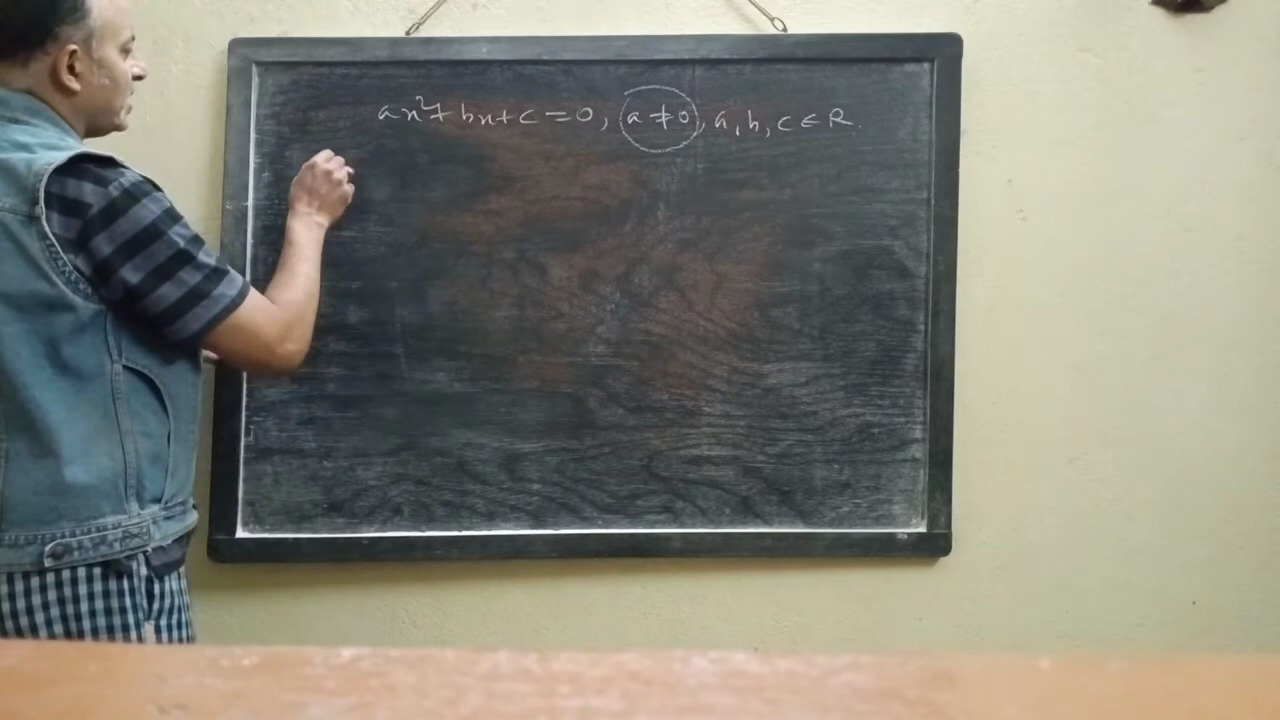 ax²+ bx+c=0, a≠0, a,b,c∈R.